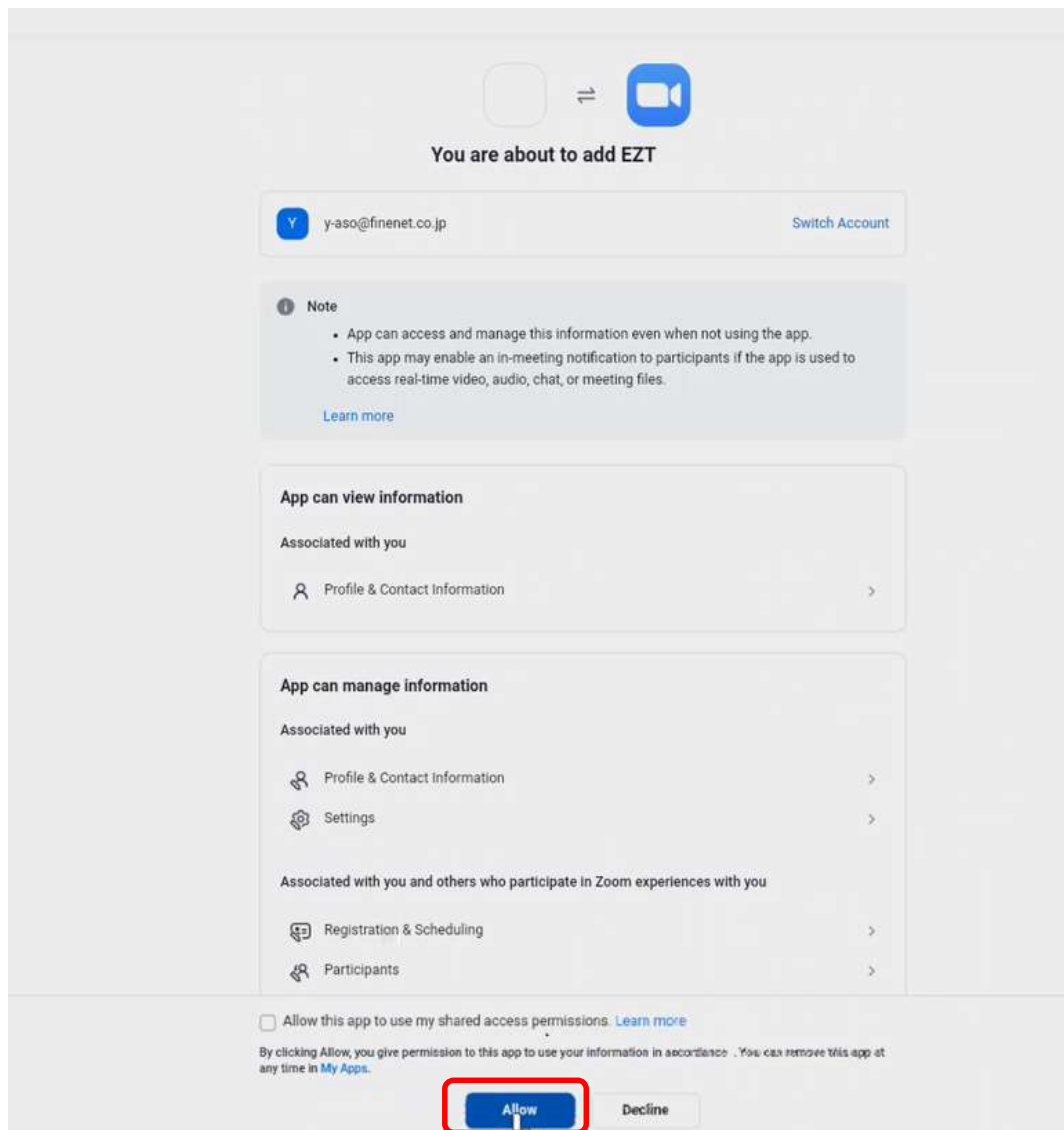 You are about to add EZT
Y
y-aso@finenet.co.jp
Switch Account
Note
• App can access and manage this information even when not using the app.
• This app may enable an in-meeting notification to participants if the app is used to
access real-time video, audio, chat, or meeting files.
Learn more
App can view information
Associated with you
Profile & Contact Information
App can manage information
Associated with you
Profile & Contact Information
Settings
Associated with you and others who participate in Zoom experiences with you
Registration & Scheduling
Participants
Allow this app to use my shared access permissions. Learn more
By clicking Allow, you give permission to this app to use your information in accordance . You can remove this app at
any time in My Apps.
Allow
Decline